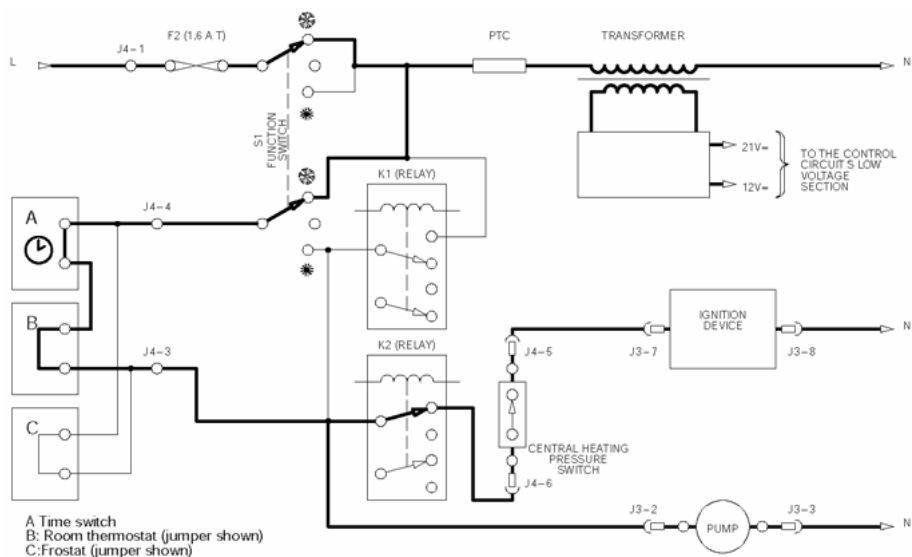 F2 (1.6 A T)
PTC
TRANSFORMER
J4-1
L
N
S1
FUNCTION
SWITCH
21V=
12V=
TO THE CONTROL
CIRCUIT'S LOW
VOLTAGE
SECTION
K1 (RELAY)
A
J4-4
B
J4-3
K2 (RELAY)
J4-5
J3-7
IGNITION
DEVICE
J3-8
N
C
CENTRAL HEATING
PRESSURE
SWITCH
J4-6
J3-2
PUMP
J3-3
N
A Time switch
B: Room thermostat (jumper shown)
C:Frostat (jumper shown)